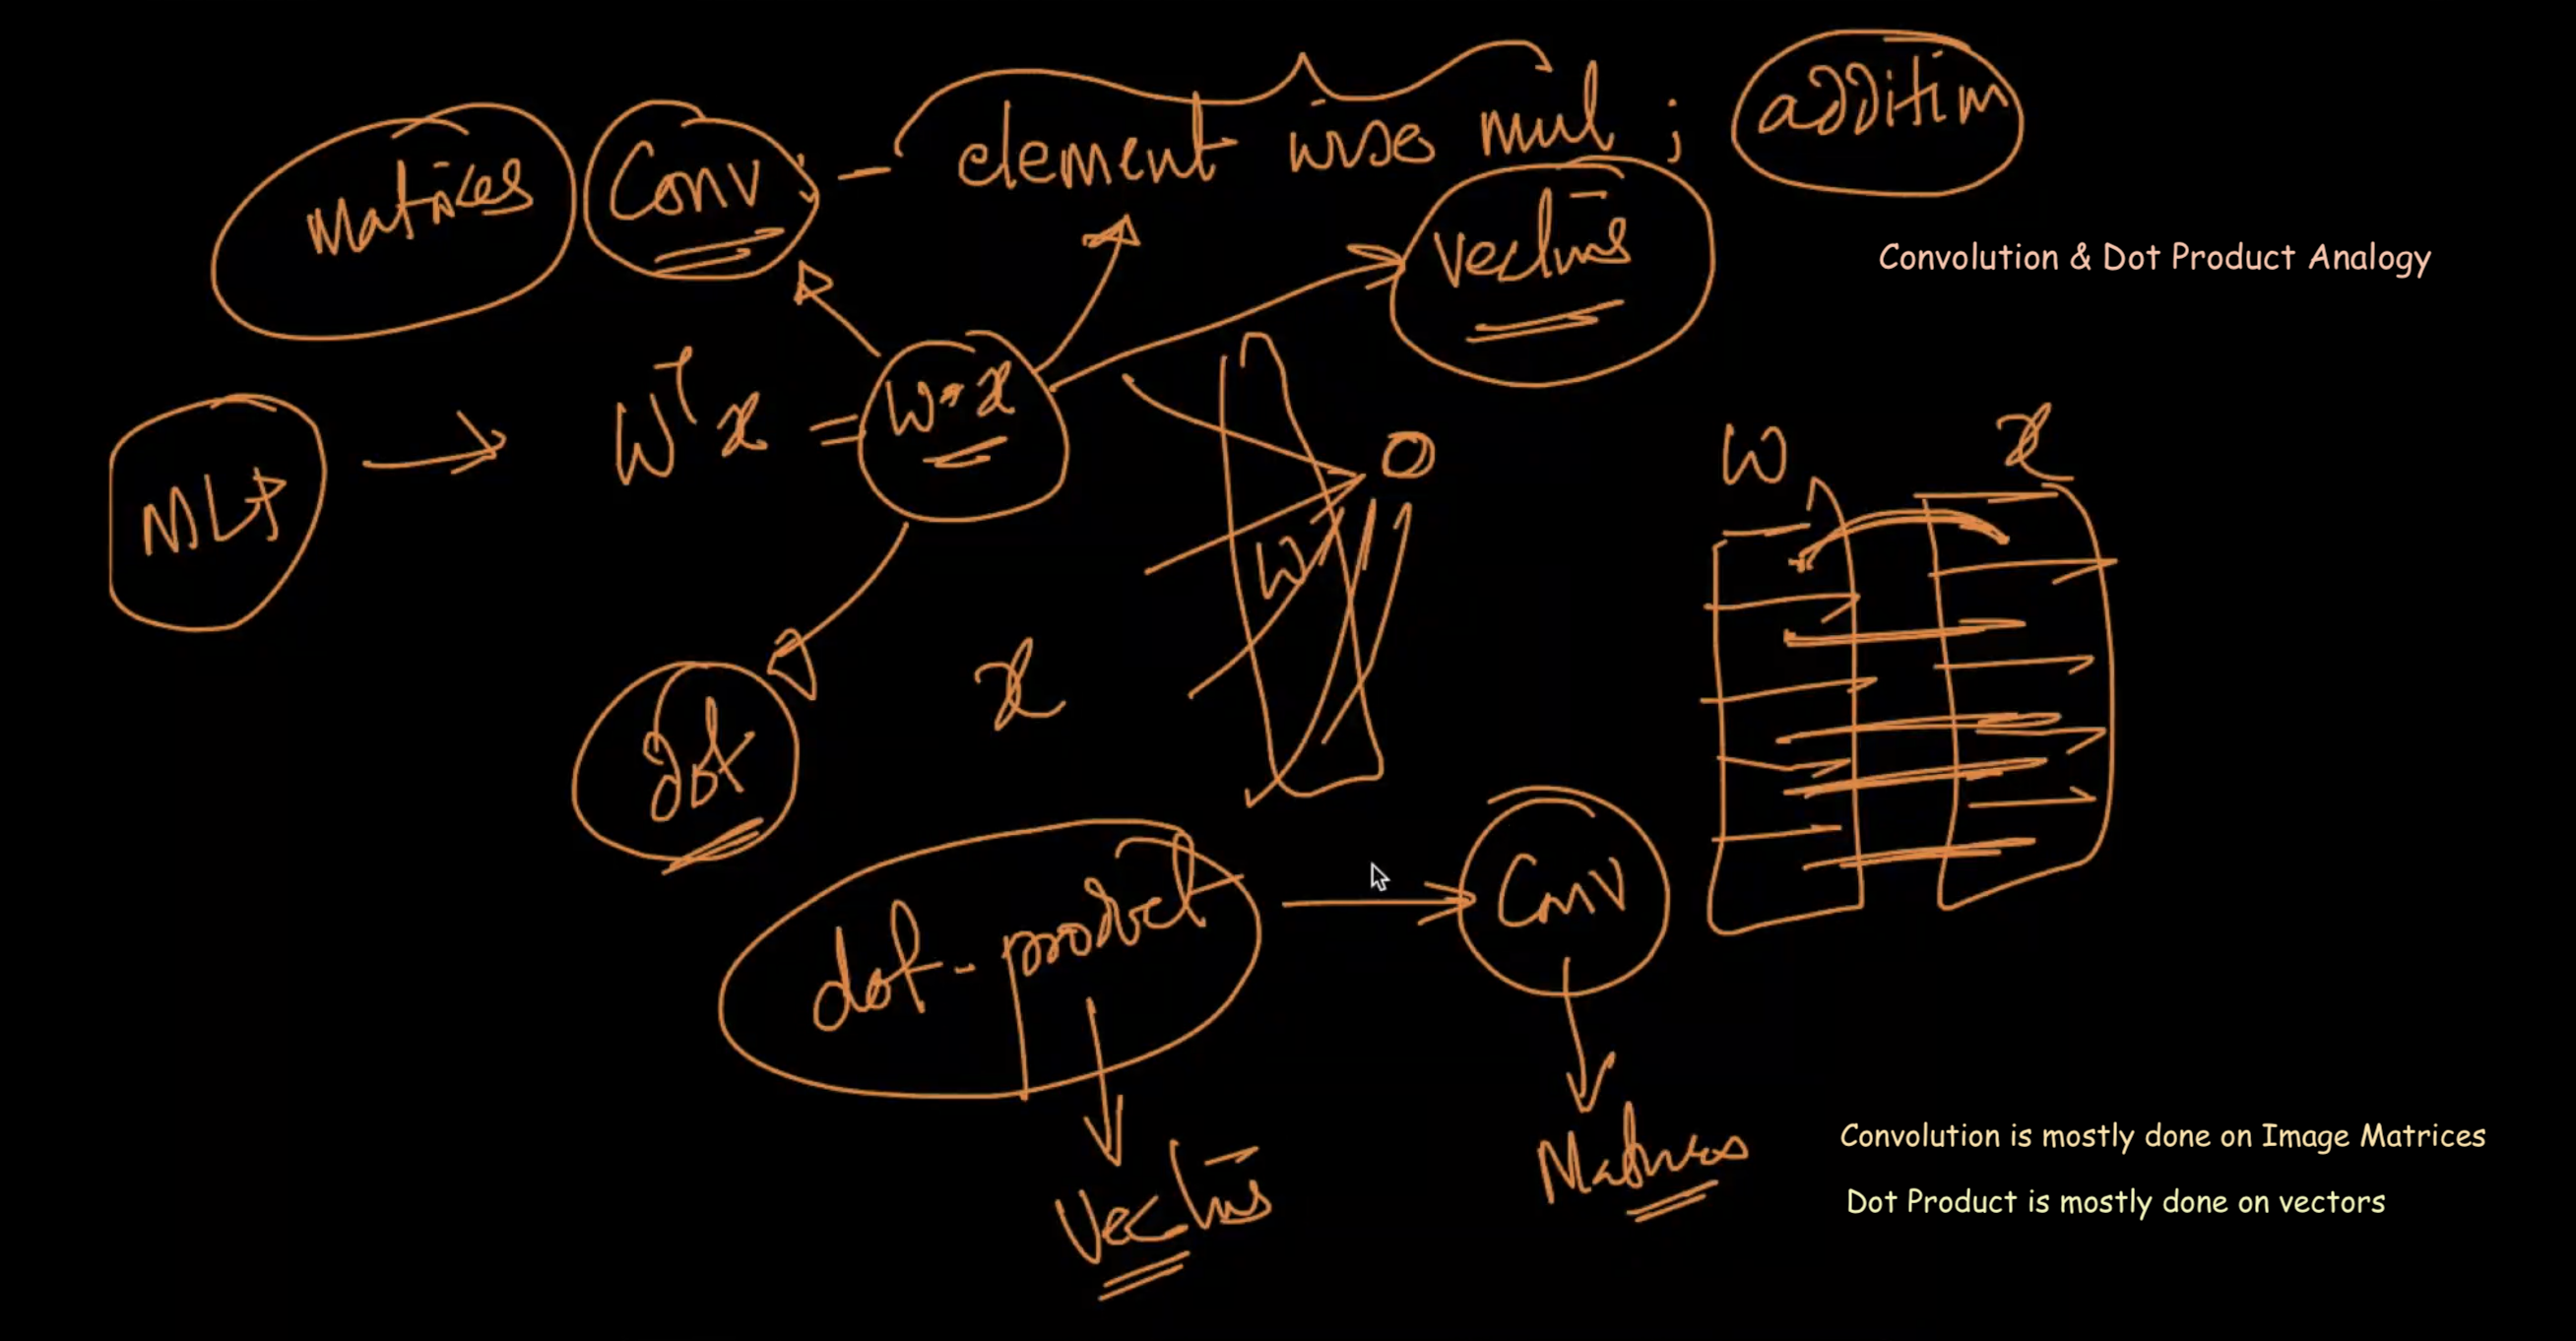 Matrices Conv :- element wise mul ; addition
vectors
Convolution & Dot Product Analogy
MLP → WᵀX = W·X
O
W
W X
X
dot
dot-product → Conv
Vectors
Matrices
Convolution is mostly done on Image Matrices
Dot Product is mostly done on vectors